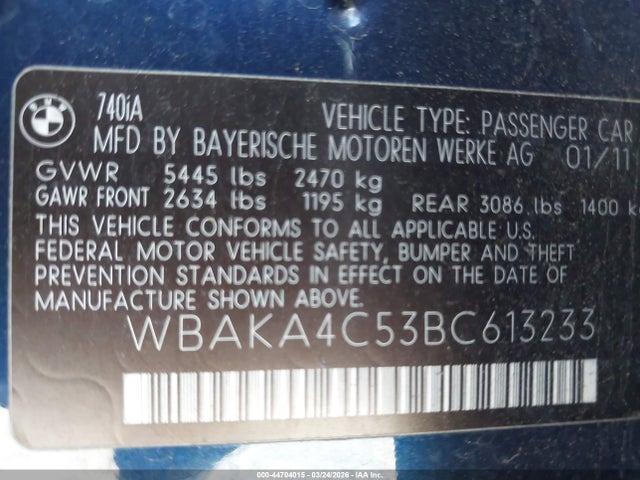 BMW
740iA
VEHICLE TYPE: PASSENGER CAR
MFD BY BAYERISCHE MOTOREN WERKE AG 01/11
GVWR 5445 lbs 2470 kg
GAWR FRONT 2634 lbs 1195 kg REAR 3086.lbs 1400
THIS VEHICLE CONFORMS TO ALL APPLICABLE U.S.
FEDERAL MOTOR VEHICLE SAFETY, BUMPER AND THEFT
PREVENTION STANDARDS IN EFFECT ON THE DATE OF
MANUFACTURE SHOWN ABOVE.
WBAKA4C53BC613233
000-44704015 - 03/24/2026 - IAAI.com